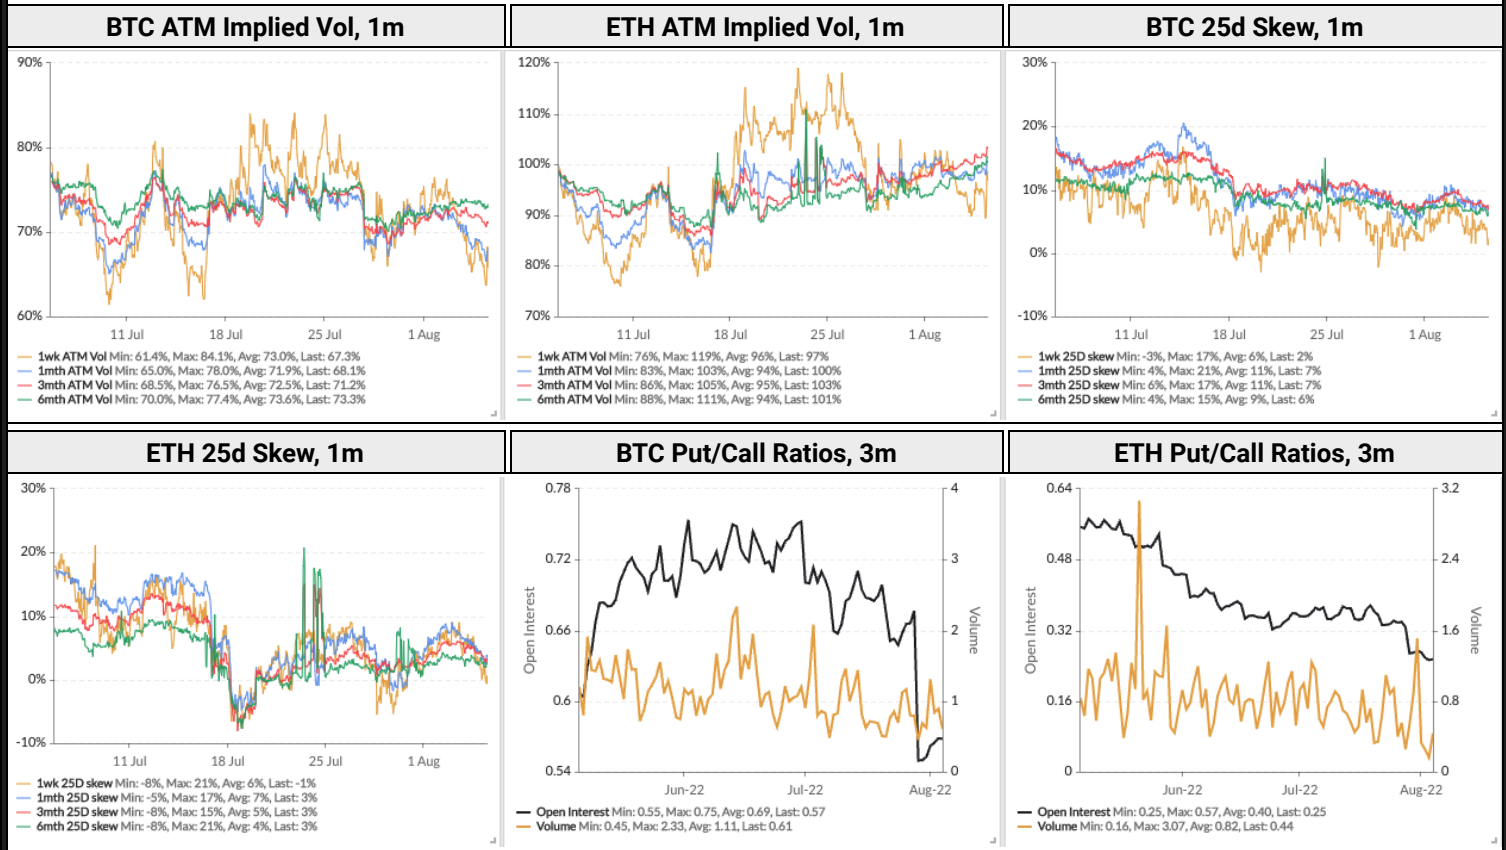 BTC ATM Implied Vol, 1m
90%
80%
70%
60%
11 Jul
18 Jul
25 Jul
1 Aug
1wk ATM Vol Min: 61.4%, Max: 84.1%, Avg: 73.0%, Last: 67.3%
1mth ATM Vol Min: 65.0%, Max: 78.0%, Avg: 71.9%, Last: 68.1%
3mth ATM Vol Min: 68.5%, Max: 76.5%, Avg: 72.5%, Last: 71.2%
6mth ATM Vol Min: 70.0%, Max: 77.4%, Avg: 73.6%, Last: 73.3%
ETH ATM Implied Vol, 1m
120%
110%
100%
90%
80%
70%
11 Jul
18 Jul
25 Jul
1 Aug
1wk ATM Vol Min: 76%, Max: 119%, Avg: 96%, Last: 97%
1mth ATM Vol Min: 83%, Max: 103%, Avg: 94%, Last: 100%
3mth ATM Vol Min: 86%, Max: 105%, Avg: 95%, Last: 103%
6mth ATM Vol Min: 88%, Max: 111%, Avg: 94%, Last: 101%
BTC 25d Skew, 1m
30%
20%
10%
0%
-10%
11 Jul
18 Jul
25 Jul
1 Aug
1wk 25D skew Min: -3%, Max: 17%, Avg: 6%, Last: 2%
1mth 25D skew Min: 4%, Max: 21%, Avg: 11%, Last: 7%
3mth 25D skew Min: 6%, Max: 17%, Avg: 11%, Last: 7%
6mth 25D skew Min: 4%, Max: 15%, Avg: 9%, Last: 6%
ETH 25d Skew, 1m
30%
20%
10%
0%
-10%
11 Jul
18 Jul
25 Jul
1 Aug
1wk 25D skew Min: -8%, Max: 21%, Avg: 6%, Last: -1%
1mth 25D skew Min: -5%, Max: 17%, Avg: 7%, Last: 3%
3mth 25D skew Min: -8%, Max: 15%, Avg: 5%, Last: 3%
6mth 25D skew Min: -8%, Max: 21%, Avg: 4%, Last: 3%
BTC Put/Call Ratios, 3m
0.78
0.72
0.66
0.6
0.54
Open Interest
4
3
2
1
0
Volume
Jun-22
Jul-22
Aug-22
Open Interest Min: 0.55, Max: 0.75, Avg: 0.69, Last: 0.57
Volume Min: 0.45, Max: 2.33, Avg: 1.11, Last: 0.61
ETH Put/Call Ratios, 3m
0.64
0.48
0.32
0.16
0
Open Interest
3.2
2.4
1.6
0.8
0
Volume
Jun-22
Jul-22
Aug-22
Open Interest Min: 0.25, Max: 0.57, Avg: 0.40, Last: 0.25
Volume Min: 0.16, Max: 3.07, Avg: 0.82, Last: 0.44